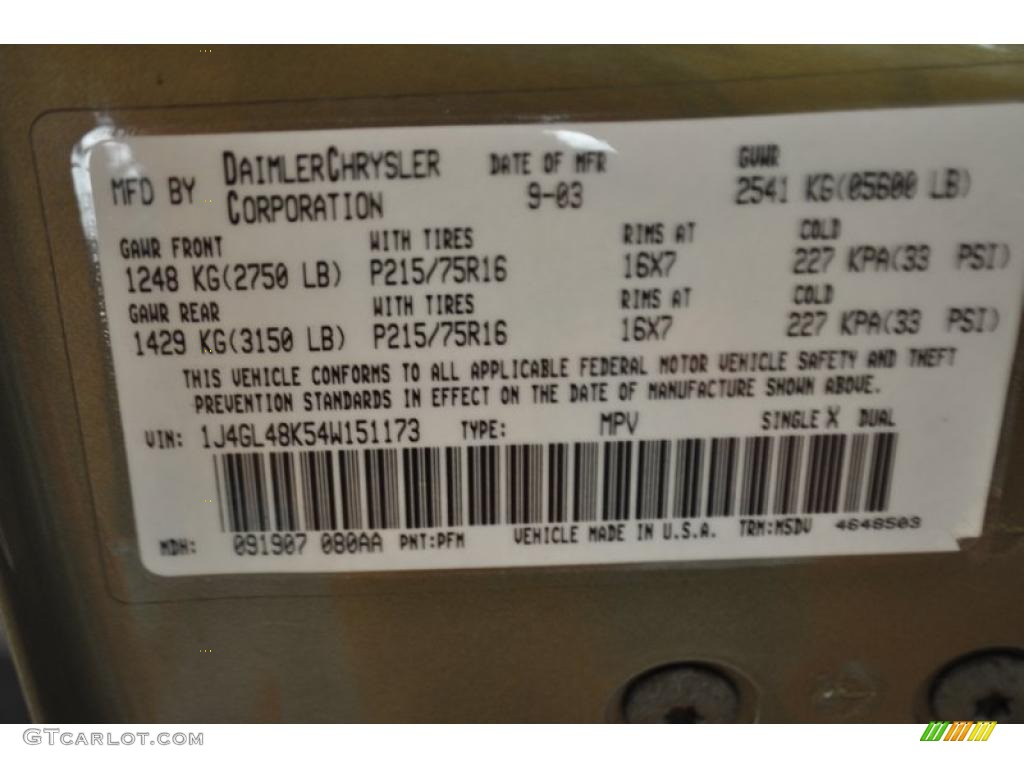 MFD BY DAIMLERCHRYSLER CORPORATION DATE OF MFR 9-03 GVWR 2541 KG(05600 LB)
GAWR FRONT WITH TIRES RIMS AT COLD
1248 KG(2750 LB) P215/75R16 16X7 227 KPA(33 PSI)
GAWR REAR WITH TIRES RIMS AT COLD
1429 KG(3150 LB) P215/75R16 16X7 227 KPA(33 PSI)
THIS VEHICLE CONFORMS TO ALL APPLICABLE FEDERAL MOTOR VEHICLE SAFETY AND THEFT
PREVENTION STANDARDS IN EFFECT ON THE DATE OF MANUFACTURE SHOWN ABOVE.
VIN: 1J4GL48K54W151173 TYPE: MPV SINGLE X DUAL
MDH: 091907 080AA PNT:PFM VEHICLE MADE IN U.S.A. TRM:MSDV 4648503
GTCARLOT.COM